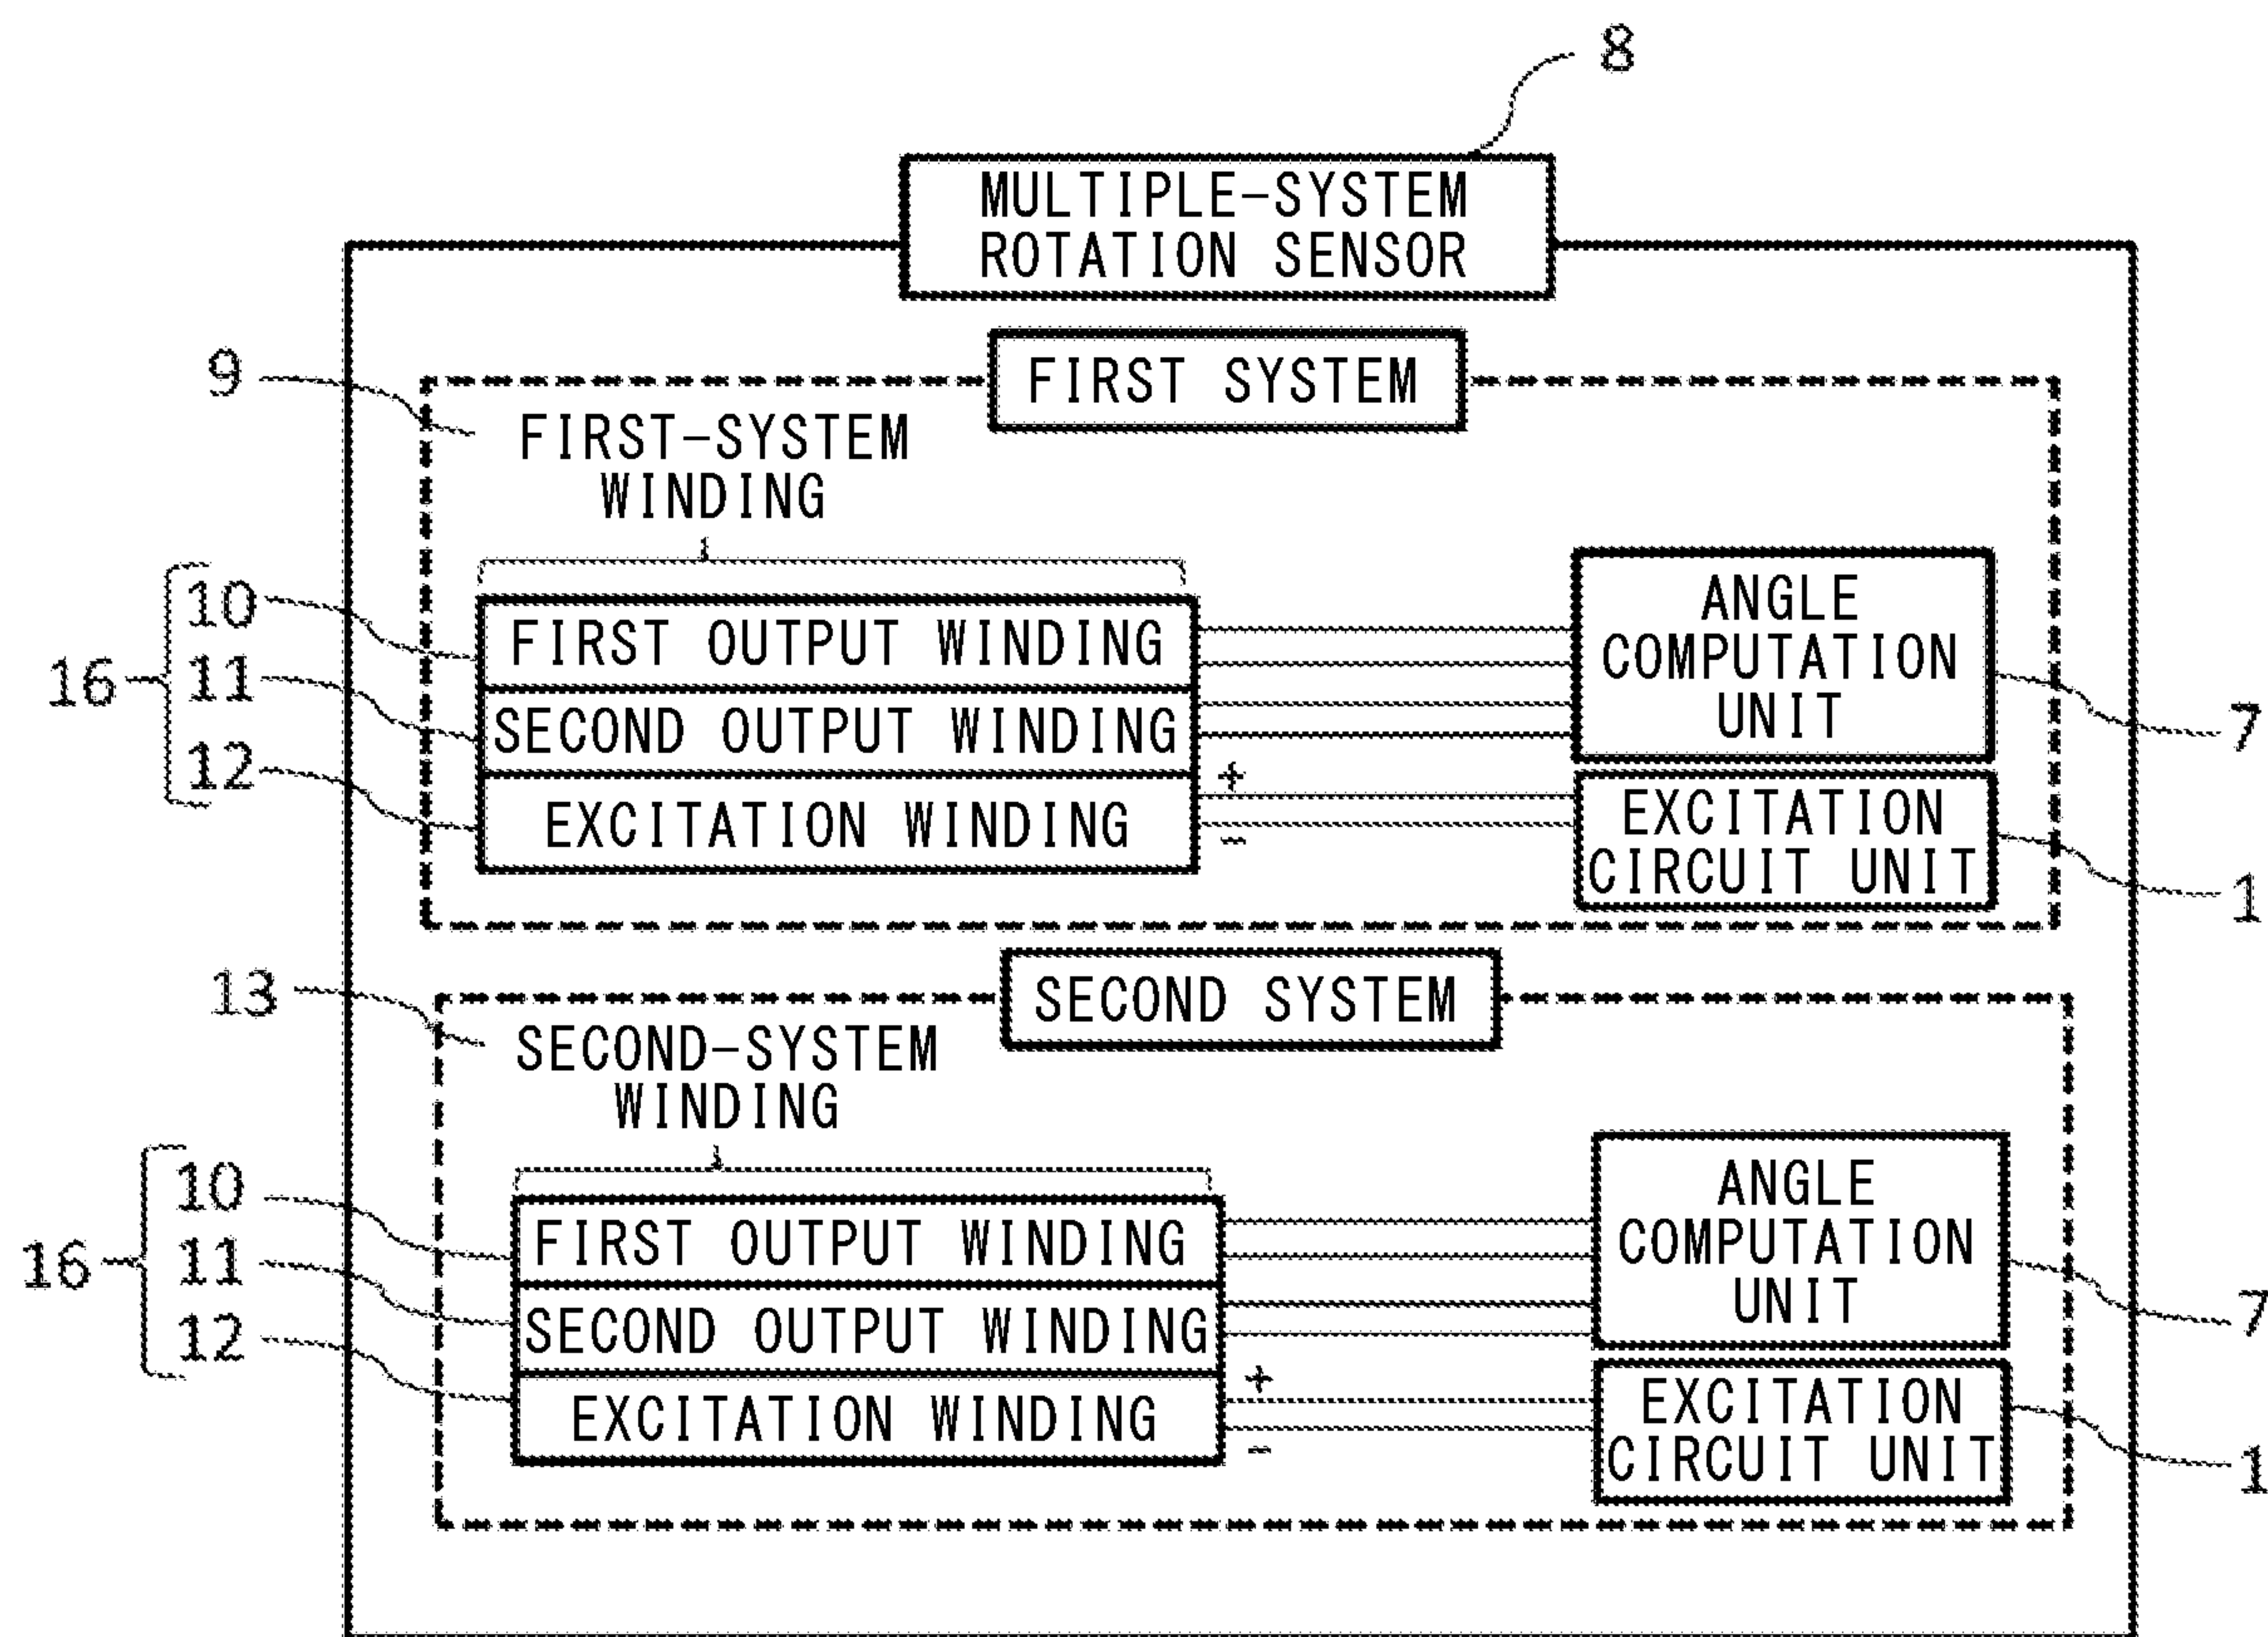 8
MULTIPLE-SYSTEM
ROTATION SENSOR
FIRST SYSTEM
9
FIRST-SYSTEM
WINDING
16
10
11
12
FIRST OUTPUT WINDING
SECOND OUTPUT WINDING
EXCITATION WINDING
+
-
ANGLE
COMPUTATION
UNIT
7
EXCITATION
CIRCUIT UNIT
1
SECOND SYSTEM
13
SECOND-SYSTEM
WINDING
16
10
11
12
FIRST OUTPUT WINDING
SECOND OUTPUT WINDING
EXCITATION WINDING
+
-
ANGLE
COMPUTATION
UNIT
7
EXCITATION
CIRCUIT UNIT
1